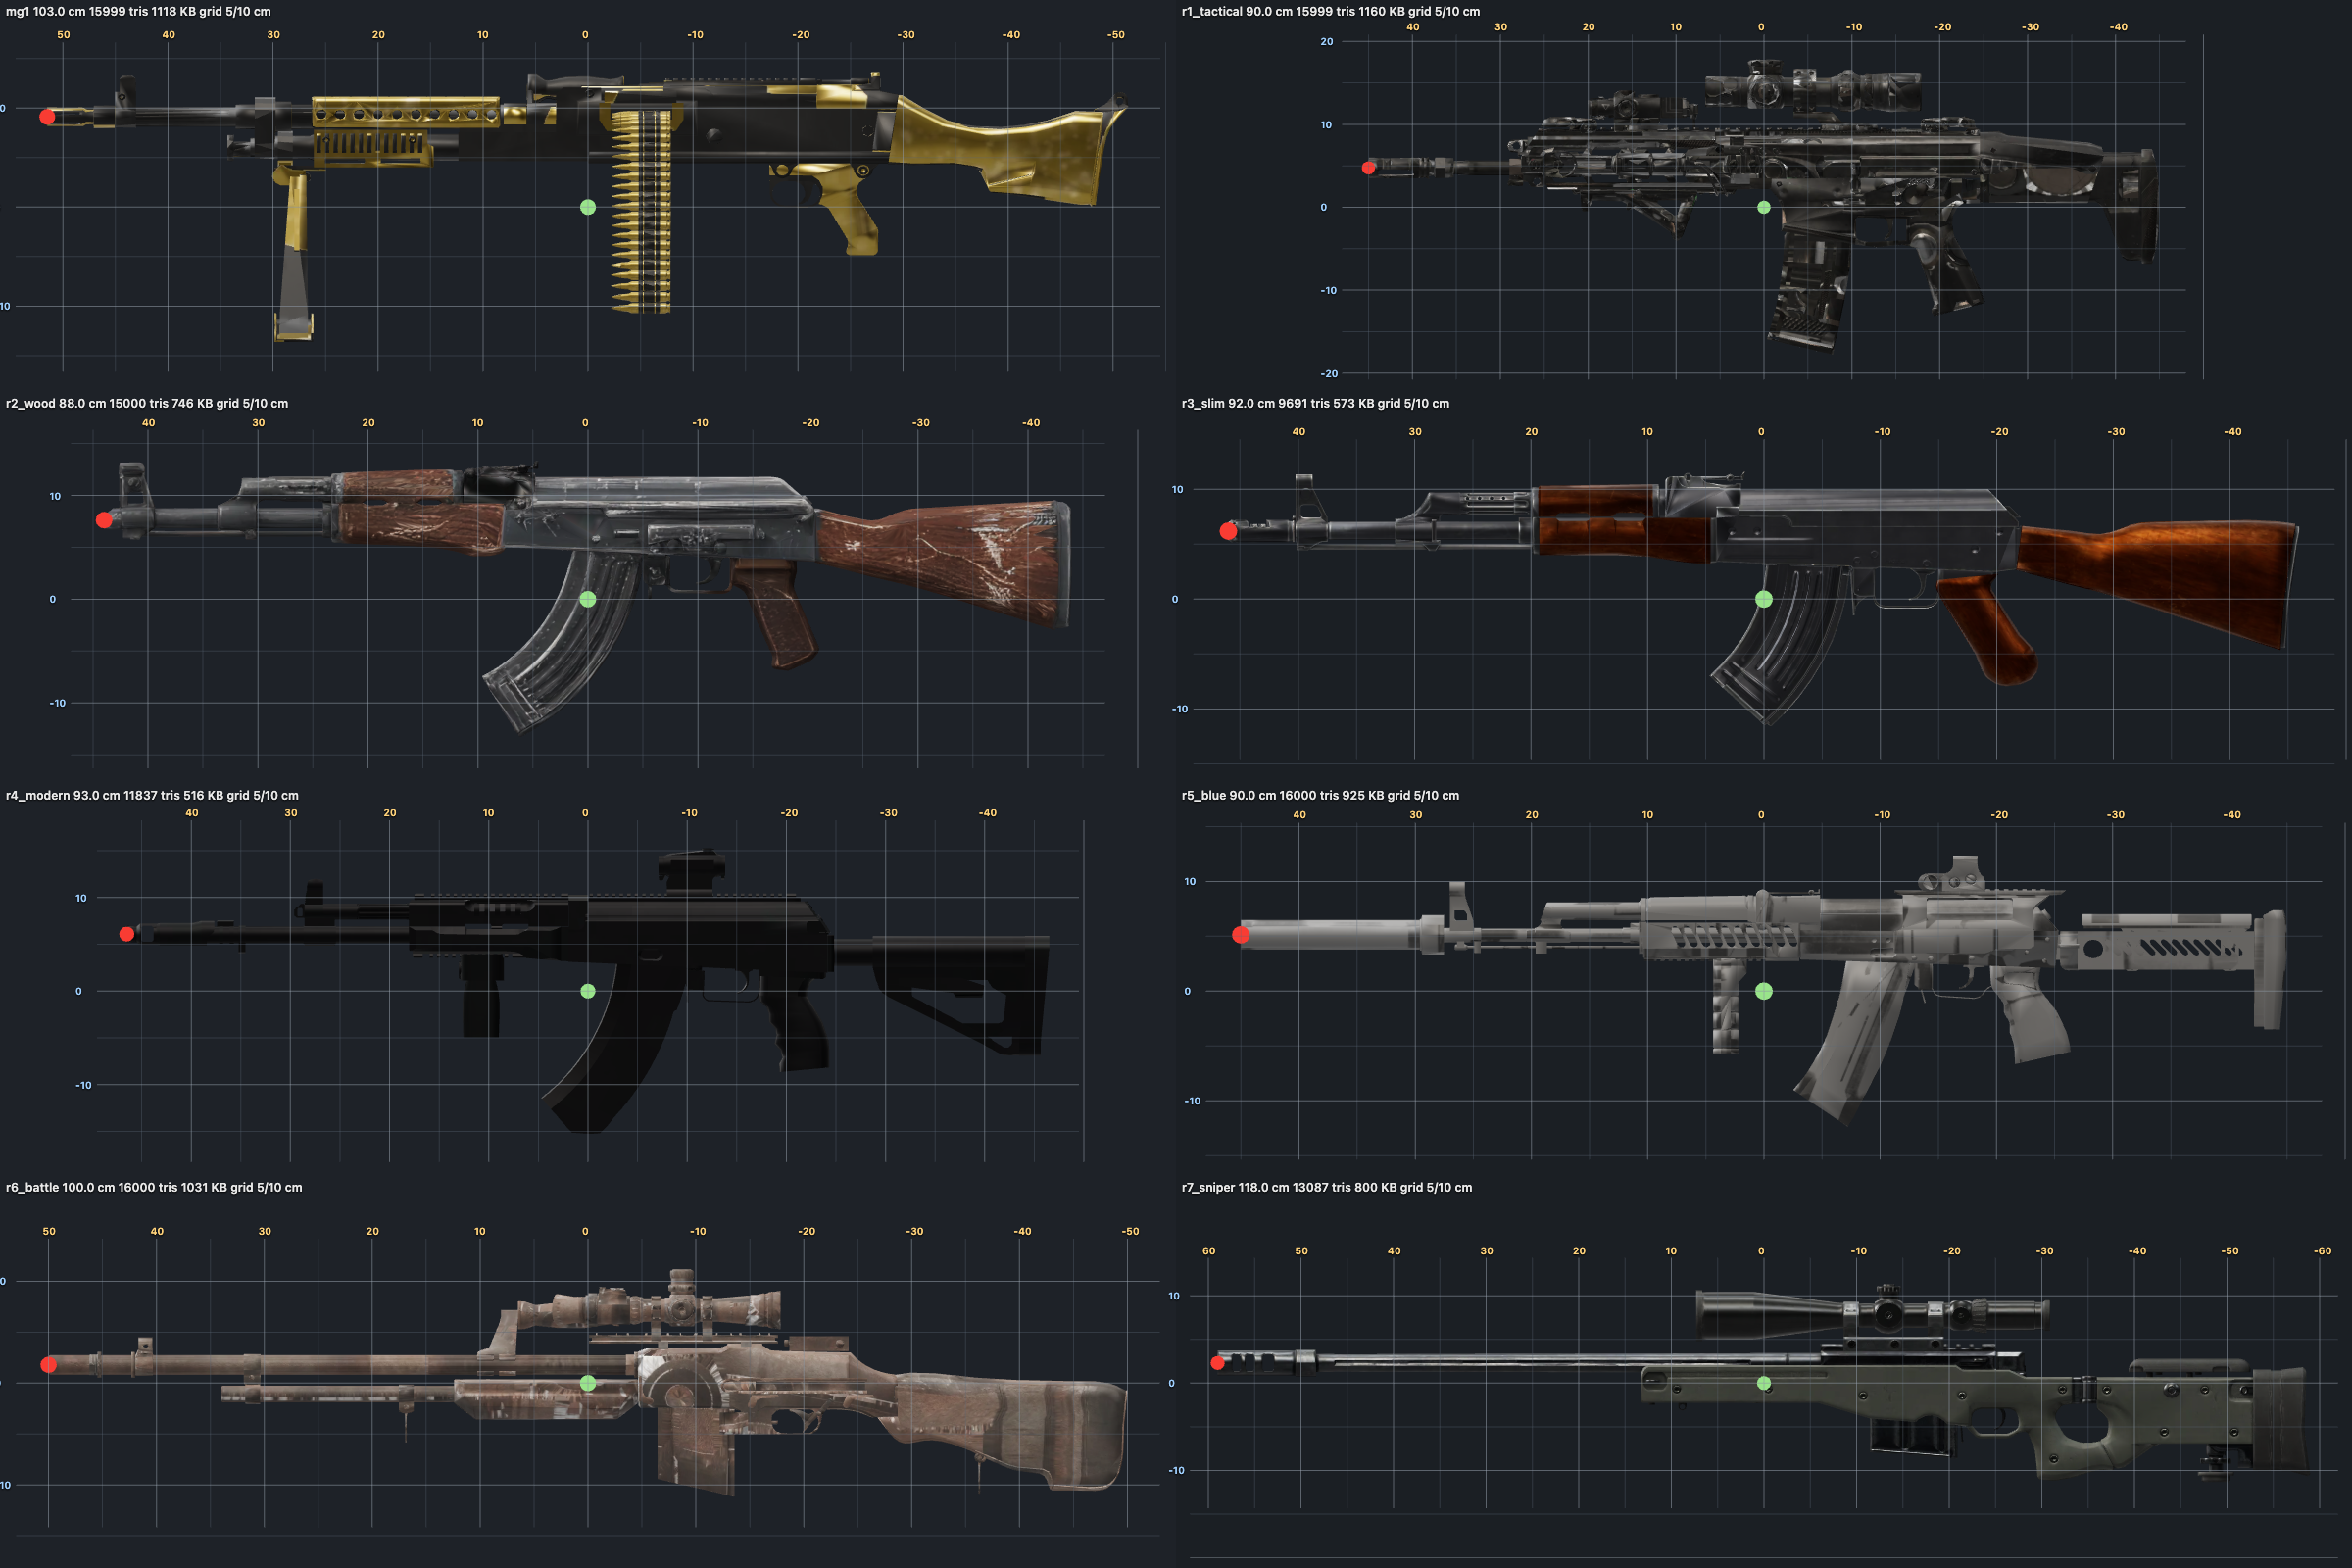 mg1 103.0 cm 15999 tris 1118 KB grid 5/10 cm
50 40 30 20 10 0 -10 -20 -30 -40 -50
0
10
r1_tactical 90.0 cm 15999 tris 1160 KB grid 5/10 cm
40 30 20 10 0 -10 -20 -30 -40
20
10
0
-10
-20
r2_wood 88.0 cm 15000 tris 746 KB grid 5/10 cm
40 30 20 10 0 -10 -20 -30 -40
10
0
-10
r3_slim 92.0 cm 9691 tris 573 KB grid 5/10 cm
40 30 20 10 0 -10 -20 -30 -40
10
0
-10
r4_modern 93.0 cm 11837 tris 516 KB grid 5/10 cm
40 30 20 10 0 -10 -20 -30 -40
10
0
-10
r5_blue 90.0 cm 16000 tris 925 KB grid 5/10 cm
40 30 20 10 0 -10 -20 -30 -40
10
0
-10
r6_battle 100.0 cm 16000 tris 1031 KB grid 5/10 cm
50 40 30 20 10 0 -10 -20 -30 -40 -50
0
0
10
r7_sniper 118.0 cm 13087 tris 800 KB grid 5/10 cm
60 50 40 30 20 10 0 -10 -20 -30 -40 -50 -60
10
0
-10